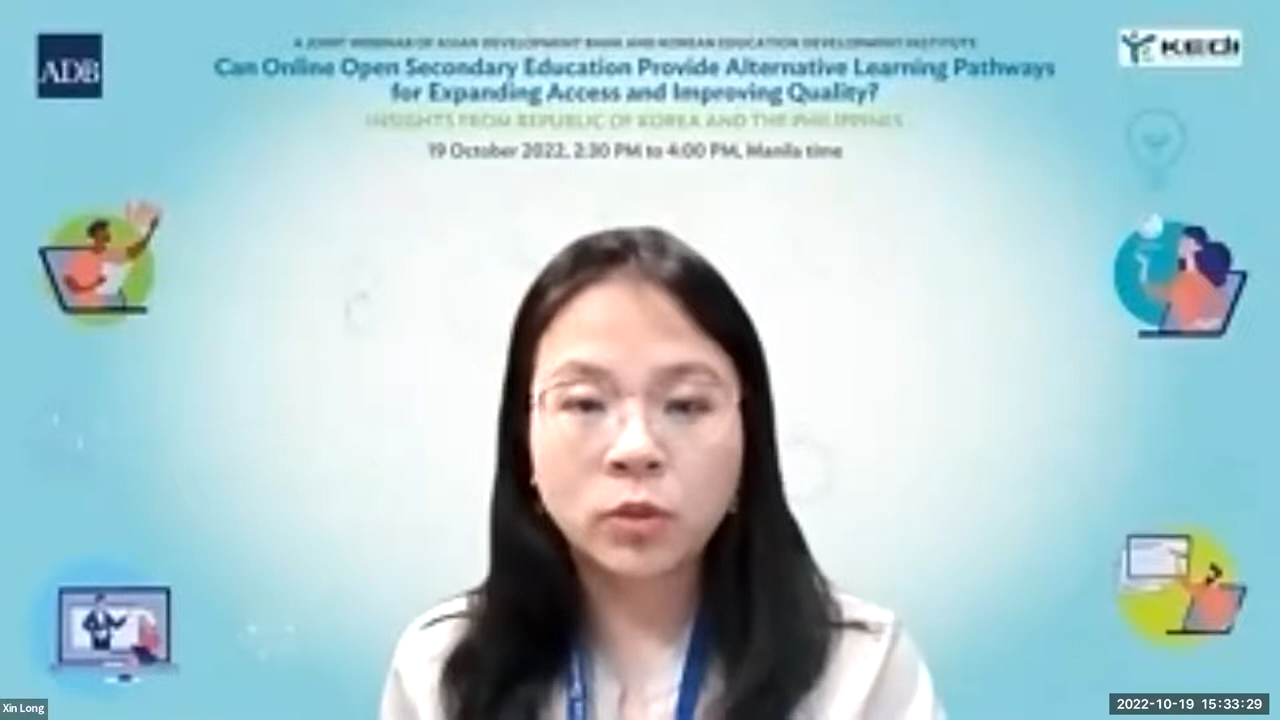 ADB
A JOINT WEBINAR OF ASIAN DEVELOPMENT BANK AND KOREAN EDUCATION DEVELOPMENT INSTITUTE
KEDI
Can Online Open Secondary Education Provide Alternative Learning Pathways
for Expanding Access and Improving Quality?
INSIGHTS FROM REPUBLIC OF KOREA AND THE PHILIPPINES
19 October 2022, 2:30 PM to 4:00 PM, Manila time
Xin Long
2022-10-19 15:33:29